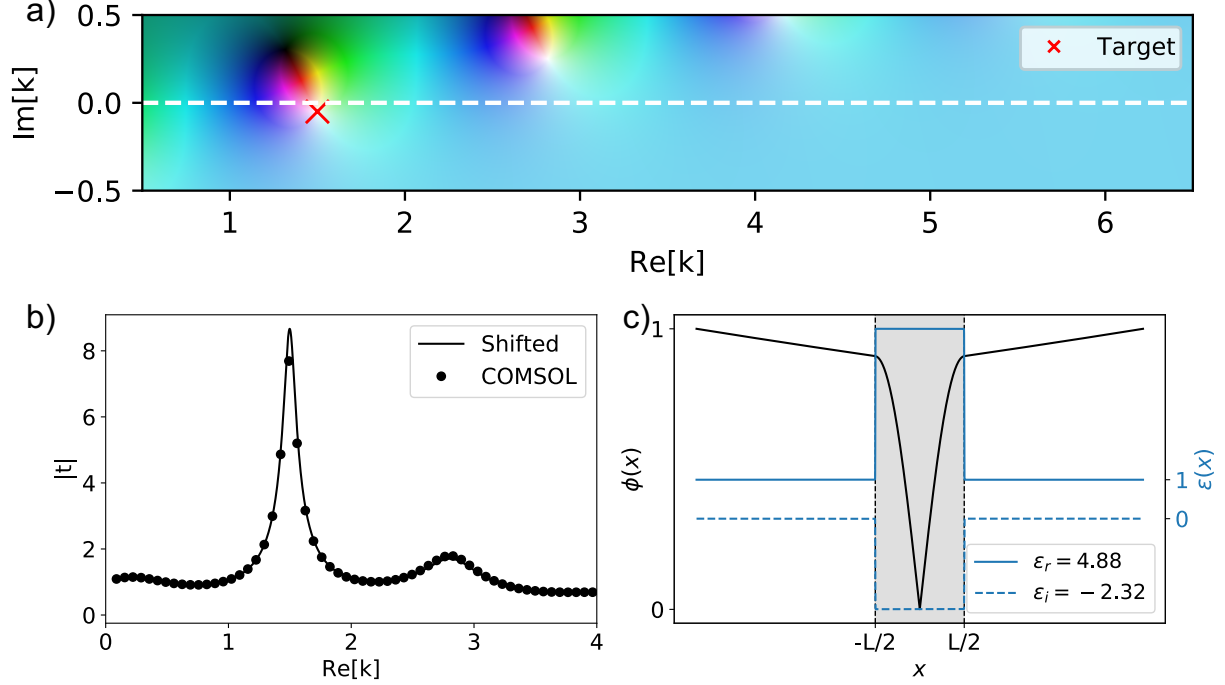 a)
0.5
0.0
−0.5
Im[k]
× Target
1 2 3 4 5 6
Re[k]
b)
8
6
4
2
0
|t|
Shifted
COMSOL
0 1 2 3 4
Re[k]
c)
1
0
ϕ(x)
1
0
ε(x)
εᵣ = 4.88
εᵢ = −2.32
-L/2 L/2
x